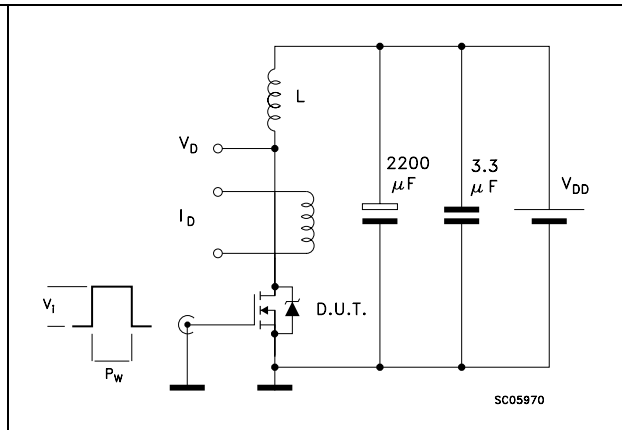 L
V_D
2200
μF
3.3
μF
V_DD
I_D
D.U.T.
V_i
P_W
SC05970